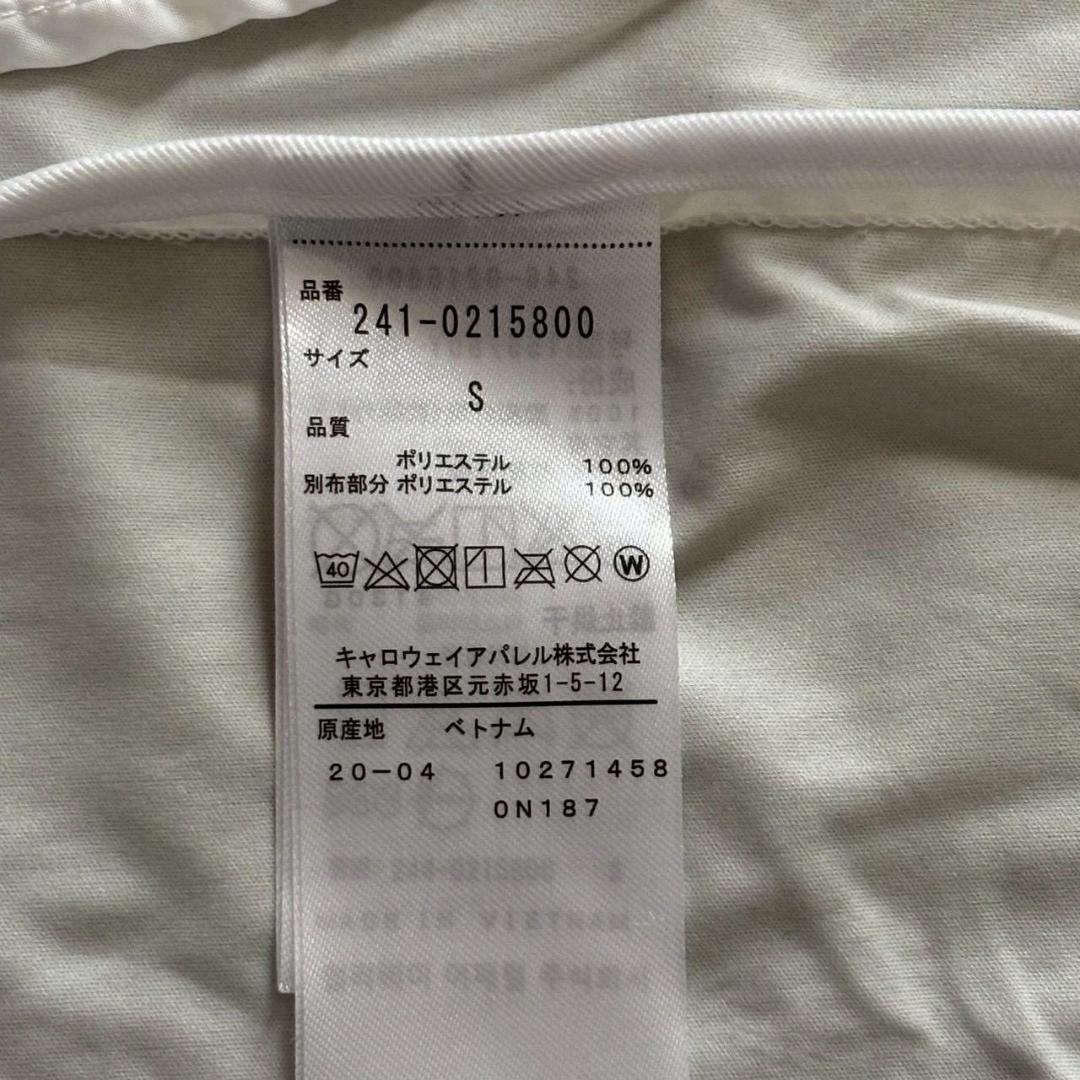 品番
241-0215800
サイズ
S
品質
ポリエステル 100%
別布部分 ポリエステル 100%
40 W
キャロウェイアパレル株式会社
東京都港区元赤坂1-5-12
原産地 ベトナム
20-04 10271458
0N187
MADE IN VIETNAM